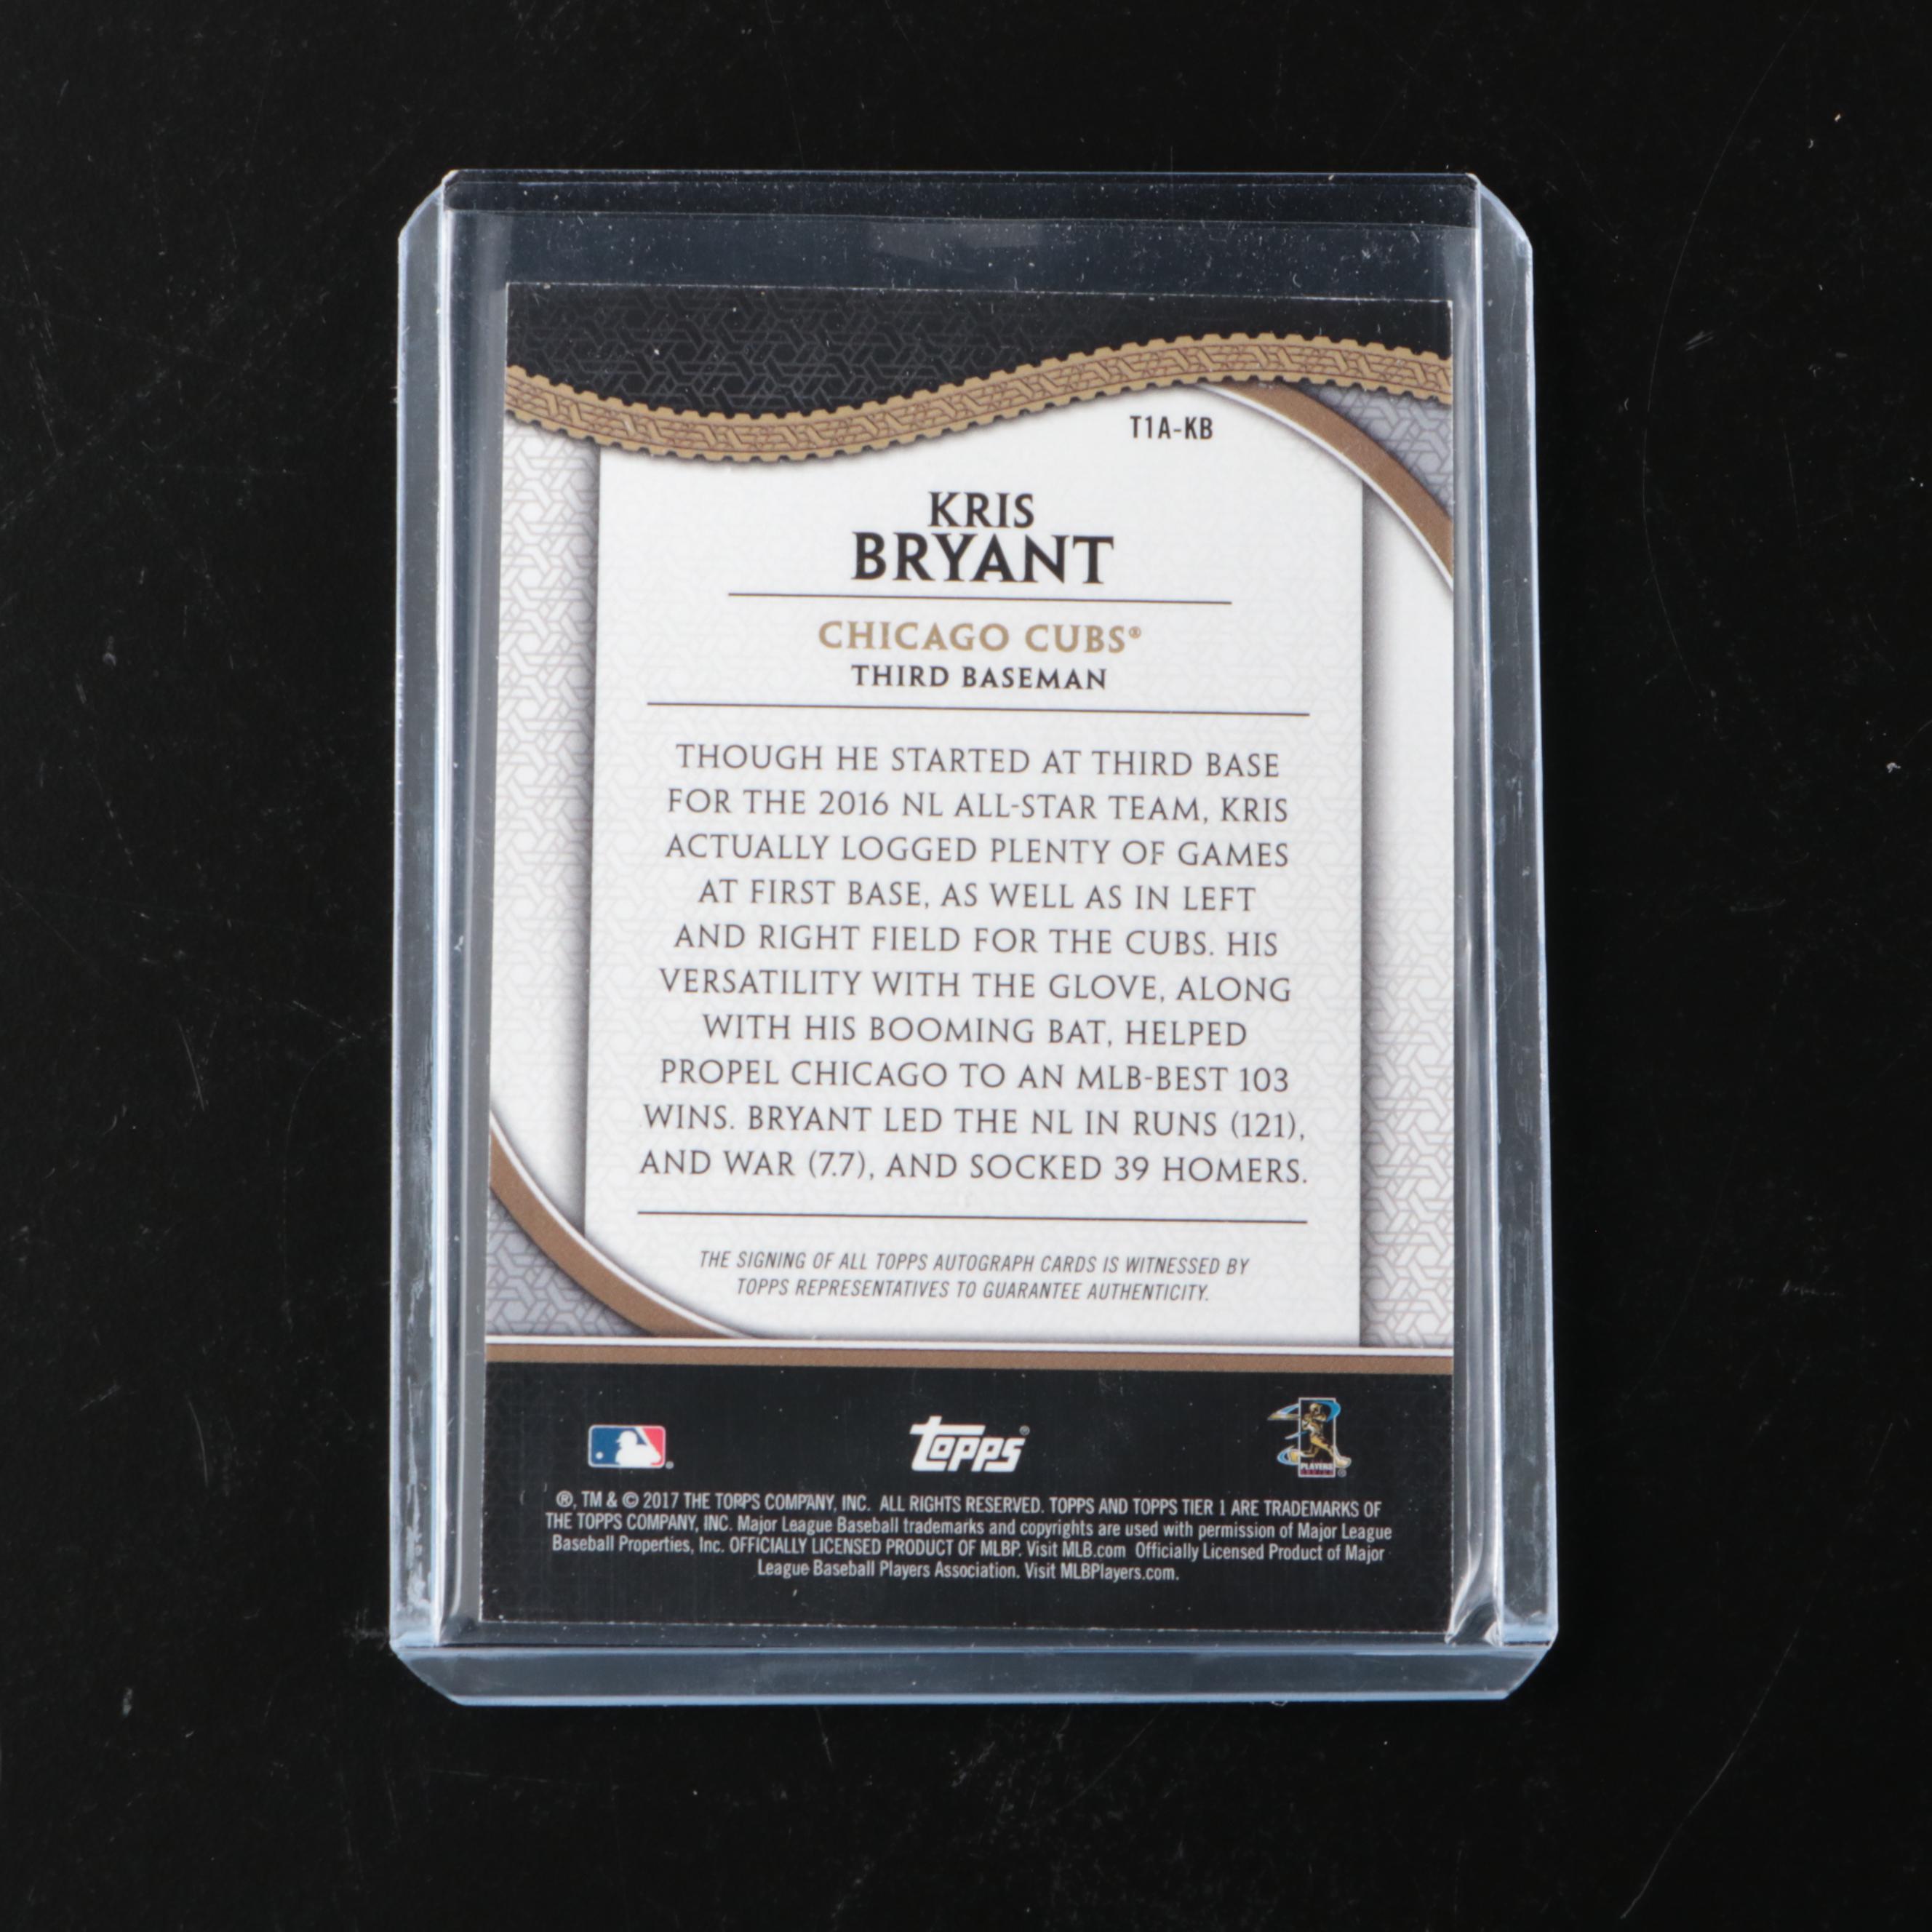 T1A-KB
KRIS
BRYANT
CHICAGO CUBS®
THIRD BASEMAN
THOUGH HE STARTED AT THIRD BASE
FOR THE 2016 NL ALL-STAR TEAM, KRIS
ACTUALLY LOGGED PLENTY OF GAMES
AT FIRST BASE, AS WELL AS IN LEFT
AND RIGHT FIELD FOR THE CUBS. HIS
VERSATILITY WITH THE GLOVE, ALONG
WITH HIS BOOMING BAT, HELPED
PROPEL CHICAGO TO AN MLB-BEST 103
WINS. BRYANT LED THE NL IN RUNS (121),
AND WAR (7.7), AND SOCKED 39 HOMERS.
THE SIGNING OF ALL TOPPS AUTOGRAPH CARDS IS WITNESSED BY
TOPPS REPRESENTATIVES TO GUARANTEE AUTHENTICITY.
topps®
PLAYERS
®, TM & © 2017 THE TOPPS COMPANY, INC. ALL RIGHTS RESERVED. TOPPS AND TOPPS TIER 1 ARE TRADEMARKS OF
THE TOPPS COMPANY, INC. Major League Baseball trademarks and copyrights are used with permission of Major League
Baseball Properties, Inc. OFFICIALLY LICENSED PRODUCT OF MLBP. Visit MLB.com Officially Licensed Product of Major
League Baseball Players Association. Visit MLBPlayers.com.